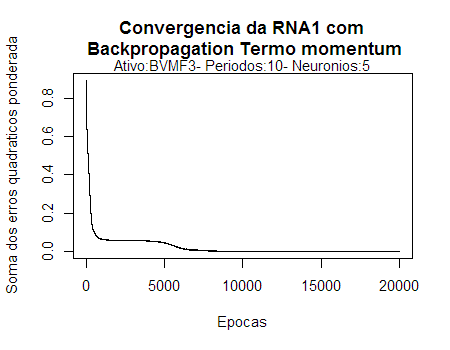 Convergencia da RNA1 com
Backpropagation Termo momentum
Ativo:BVMF3- Periodos:10- Neuronios:5
Soma dos erros quadraticos ponderada
0.8
0.6
0.4
0.2
0.0
0 5000 10000 15000 20000
Epocas